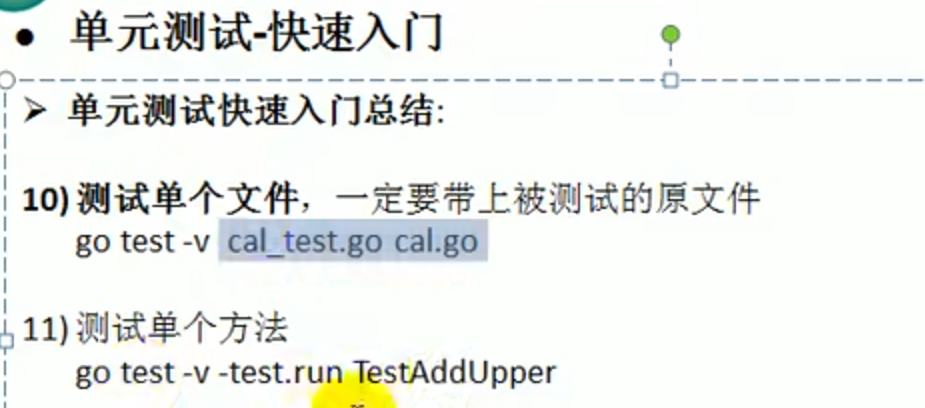 ● 单元测试-快速入门
➢ 单元测试快速入门总结:
10) 测试单个文件，一定要带上被测试的原文件
go test -v cal_test.go cal.go
11) 测试单个方法
go test -v -test.run TestAddUpper